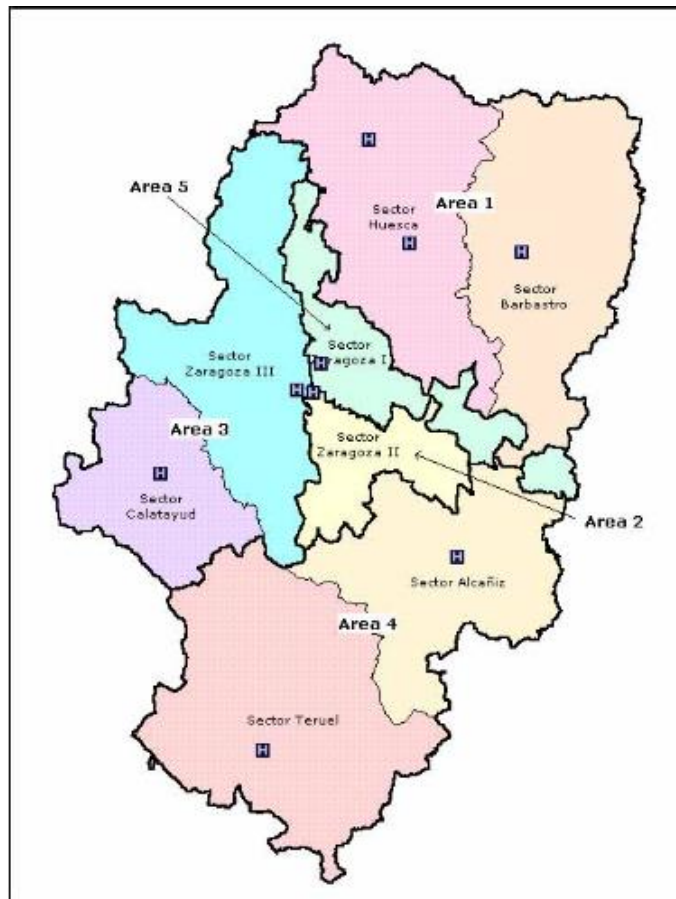 H
Area 5
Area 1
Sector
Huesca
H
H
Sector
Barbastro
Sector
Zaragoza III
Sector
ragoza I
H
H
H
Area 3
Sector
Zaragoza II
H
Sector
Calatayud
Area 2
H
Sector Alcañiz
Area 4
Sector Teruel
H